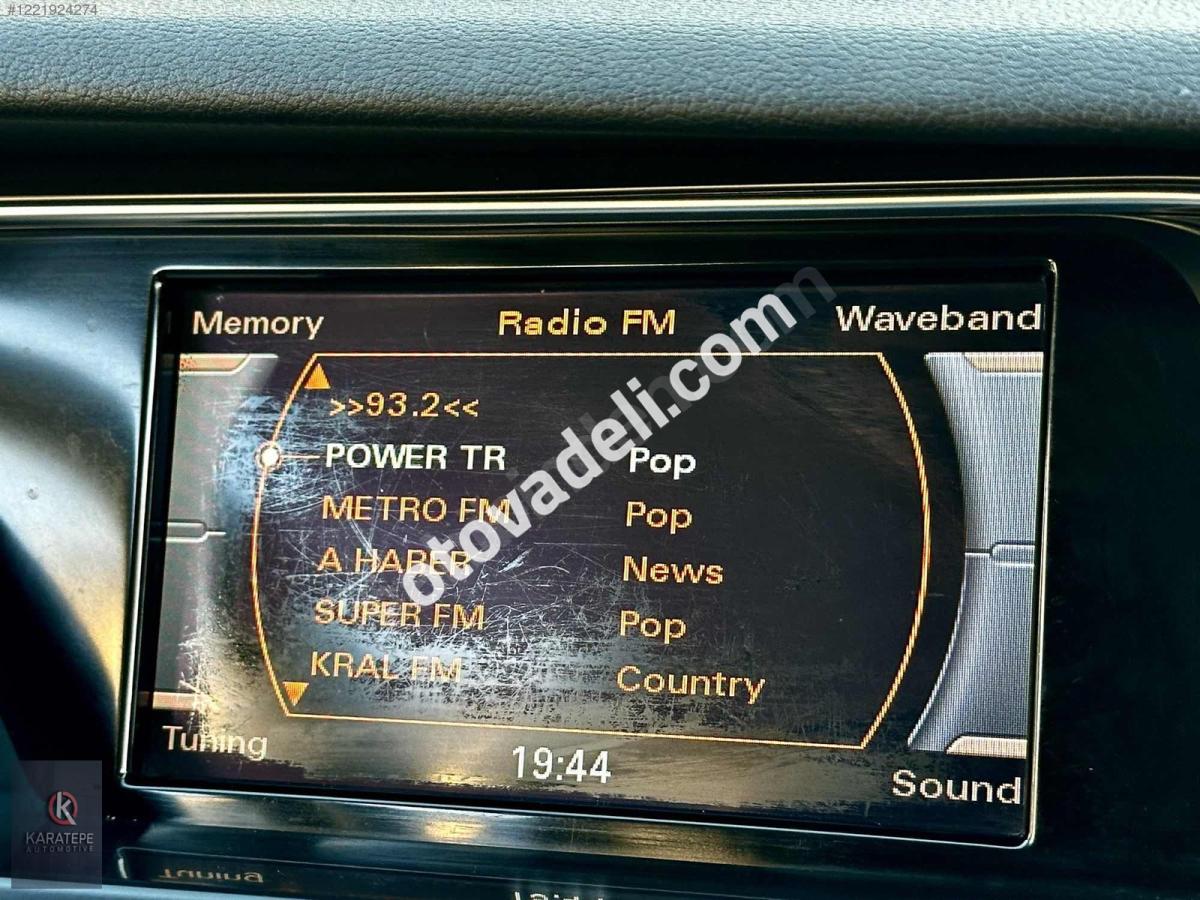 #1221924274
Memory Radio FM Waveband
>>93.2<<
POWER TR Pop
METRO FM Pop
A HABER News
SUPER FM Pop
KRAL FM Country
Tuning 19:44 Sound
otovadeli.com
K
KARATEPE
AUTOMOTIVE
Tuning